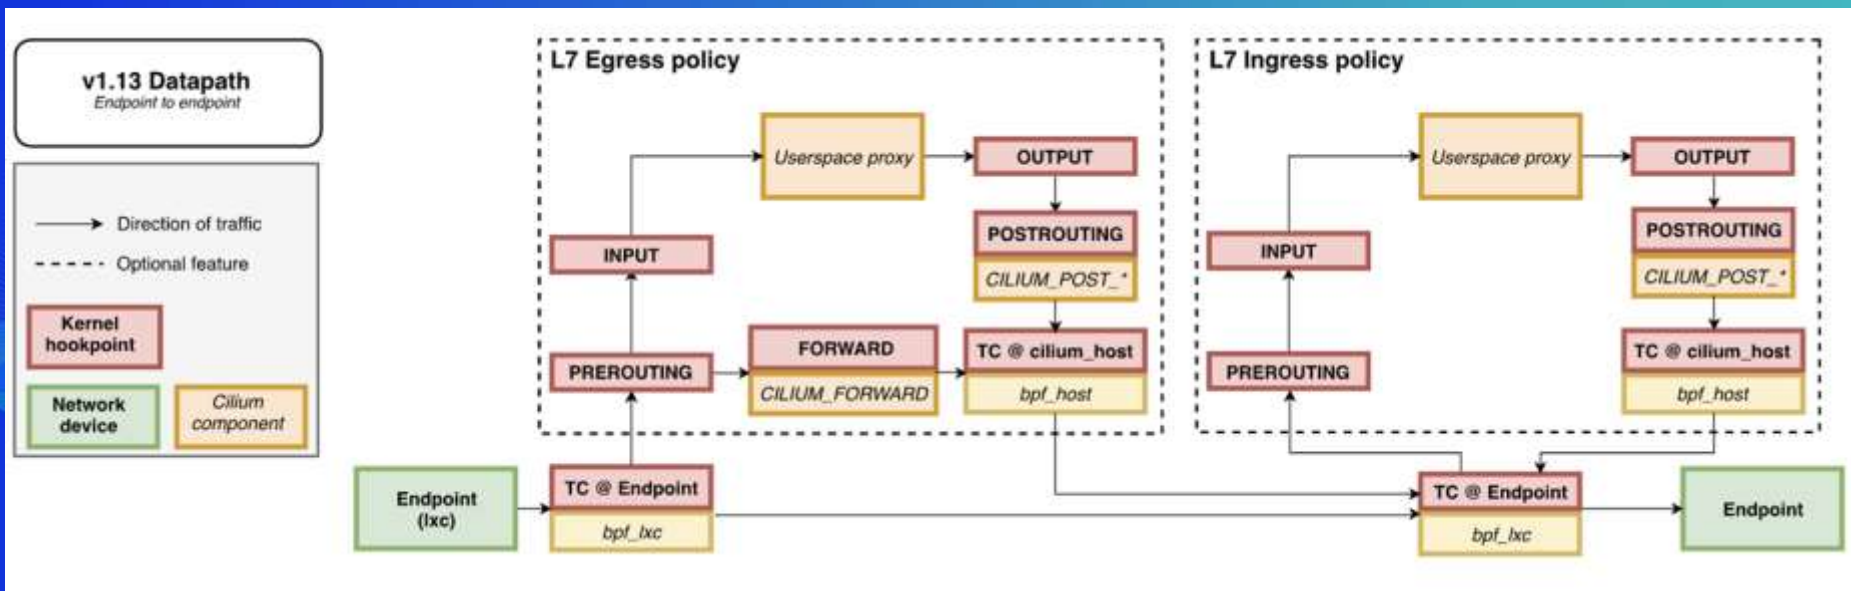 v1.13 Datapath
Endpoint to endpoint
Direction of traffic
Optional feature
Kernel
hookpoint
Network
device
Cilium
component
L7 Egress policy
Userspace proxy
OUTPUT
POSTROUTING
CILIUM_POST_*
INPUT
FORWARD
TC @ cilium_host
PREROUTING
CILIUM_FORWARD
bpf_host
Endpoint
(lxc)
TC @ Endpoint
bpf_lxc
L7 Ingress policy
Userspace proxy
OUTPUT
POSTROUTING
CILIUM_POST_*
INPUT
TC @ cilium_host
PREROUTING
bpf_host
TC @ Endpoint
bpf_lxc
Endpoint